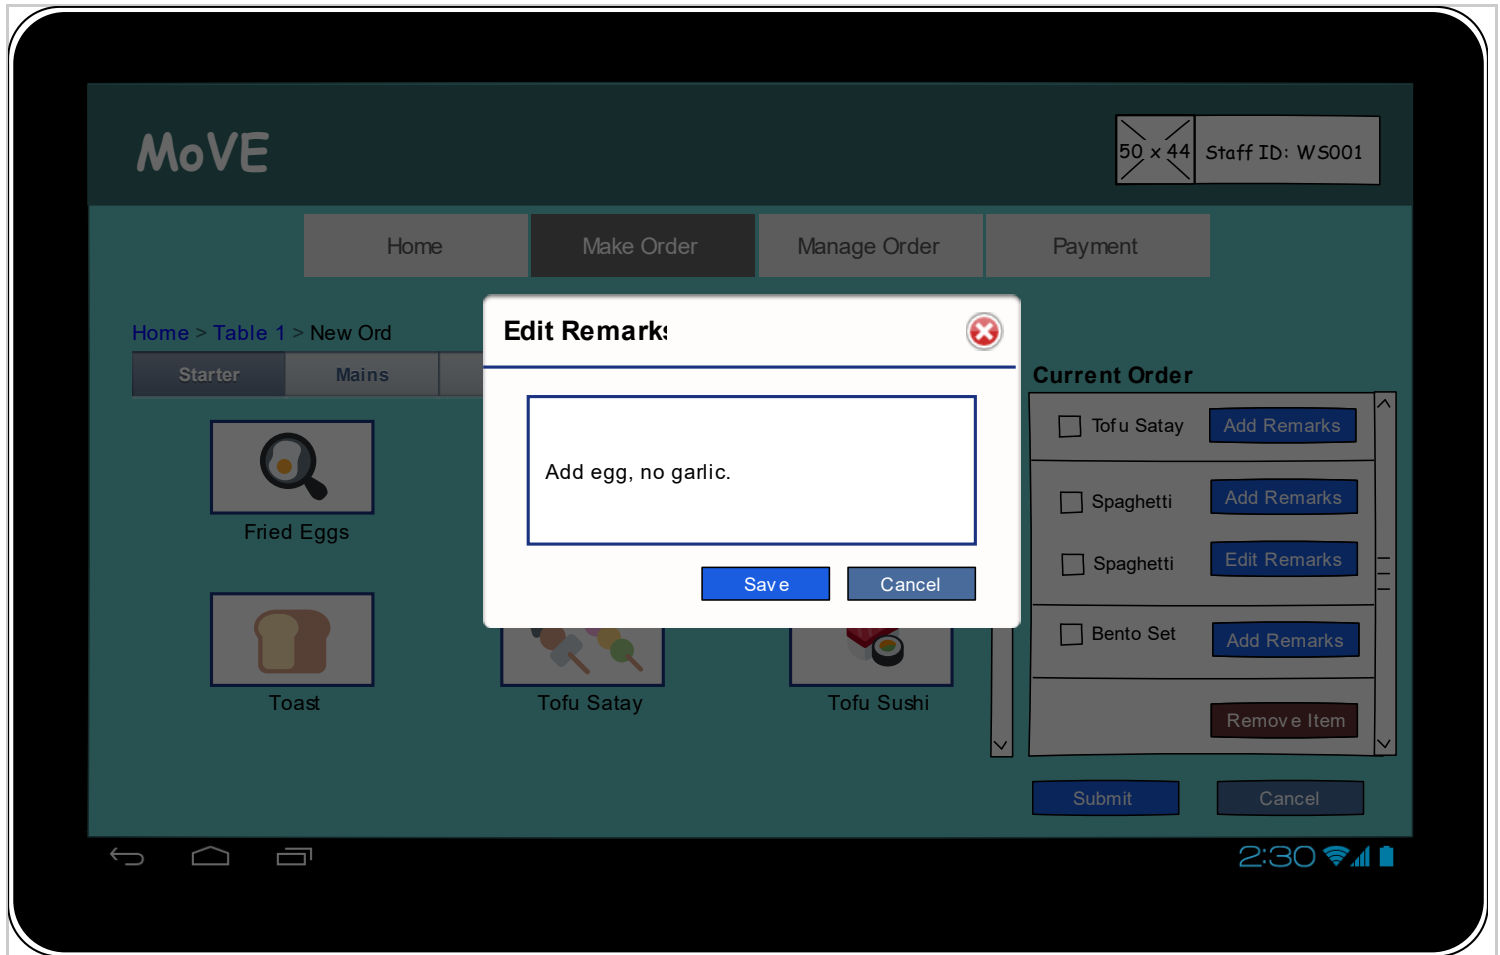 MoVE
50 x 44
Staff ID: WS001
Home
Make Order
Manage Order
Payment
Home > Table 1 > New Ord
Starter
Mains
Edit Remarks
Add egg, no garlic.
Save
Cancel
Fried Eggs
Toast
Tofu Satay
Tofu Sushi
Current Order
Tofu Satay
Add Remarks
Spaghetti
Add Remarks
Spaghetti
Edit Remarks
Bento Set
Add Remarks
Remove Item
Submit
Cancel
2:30